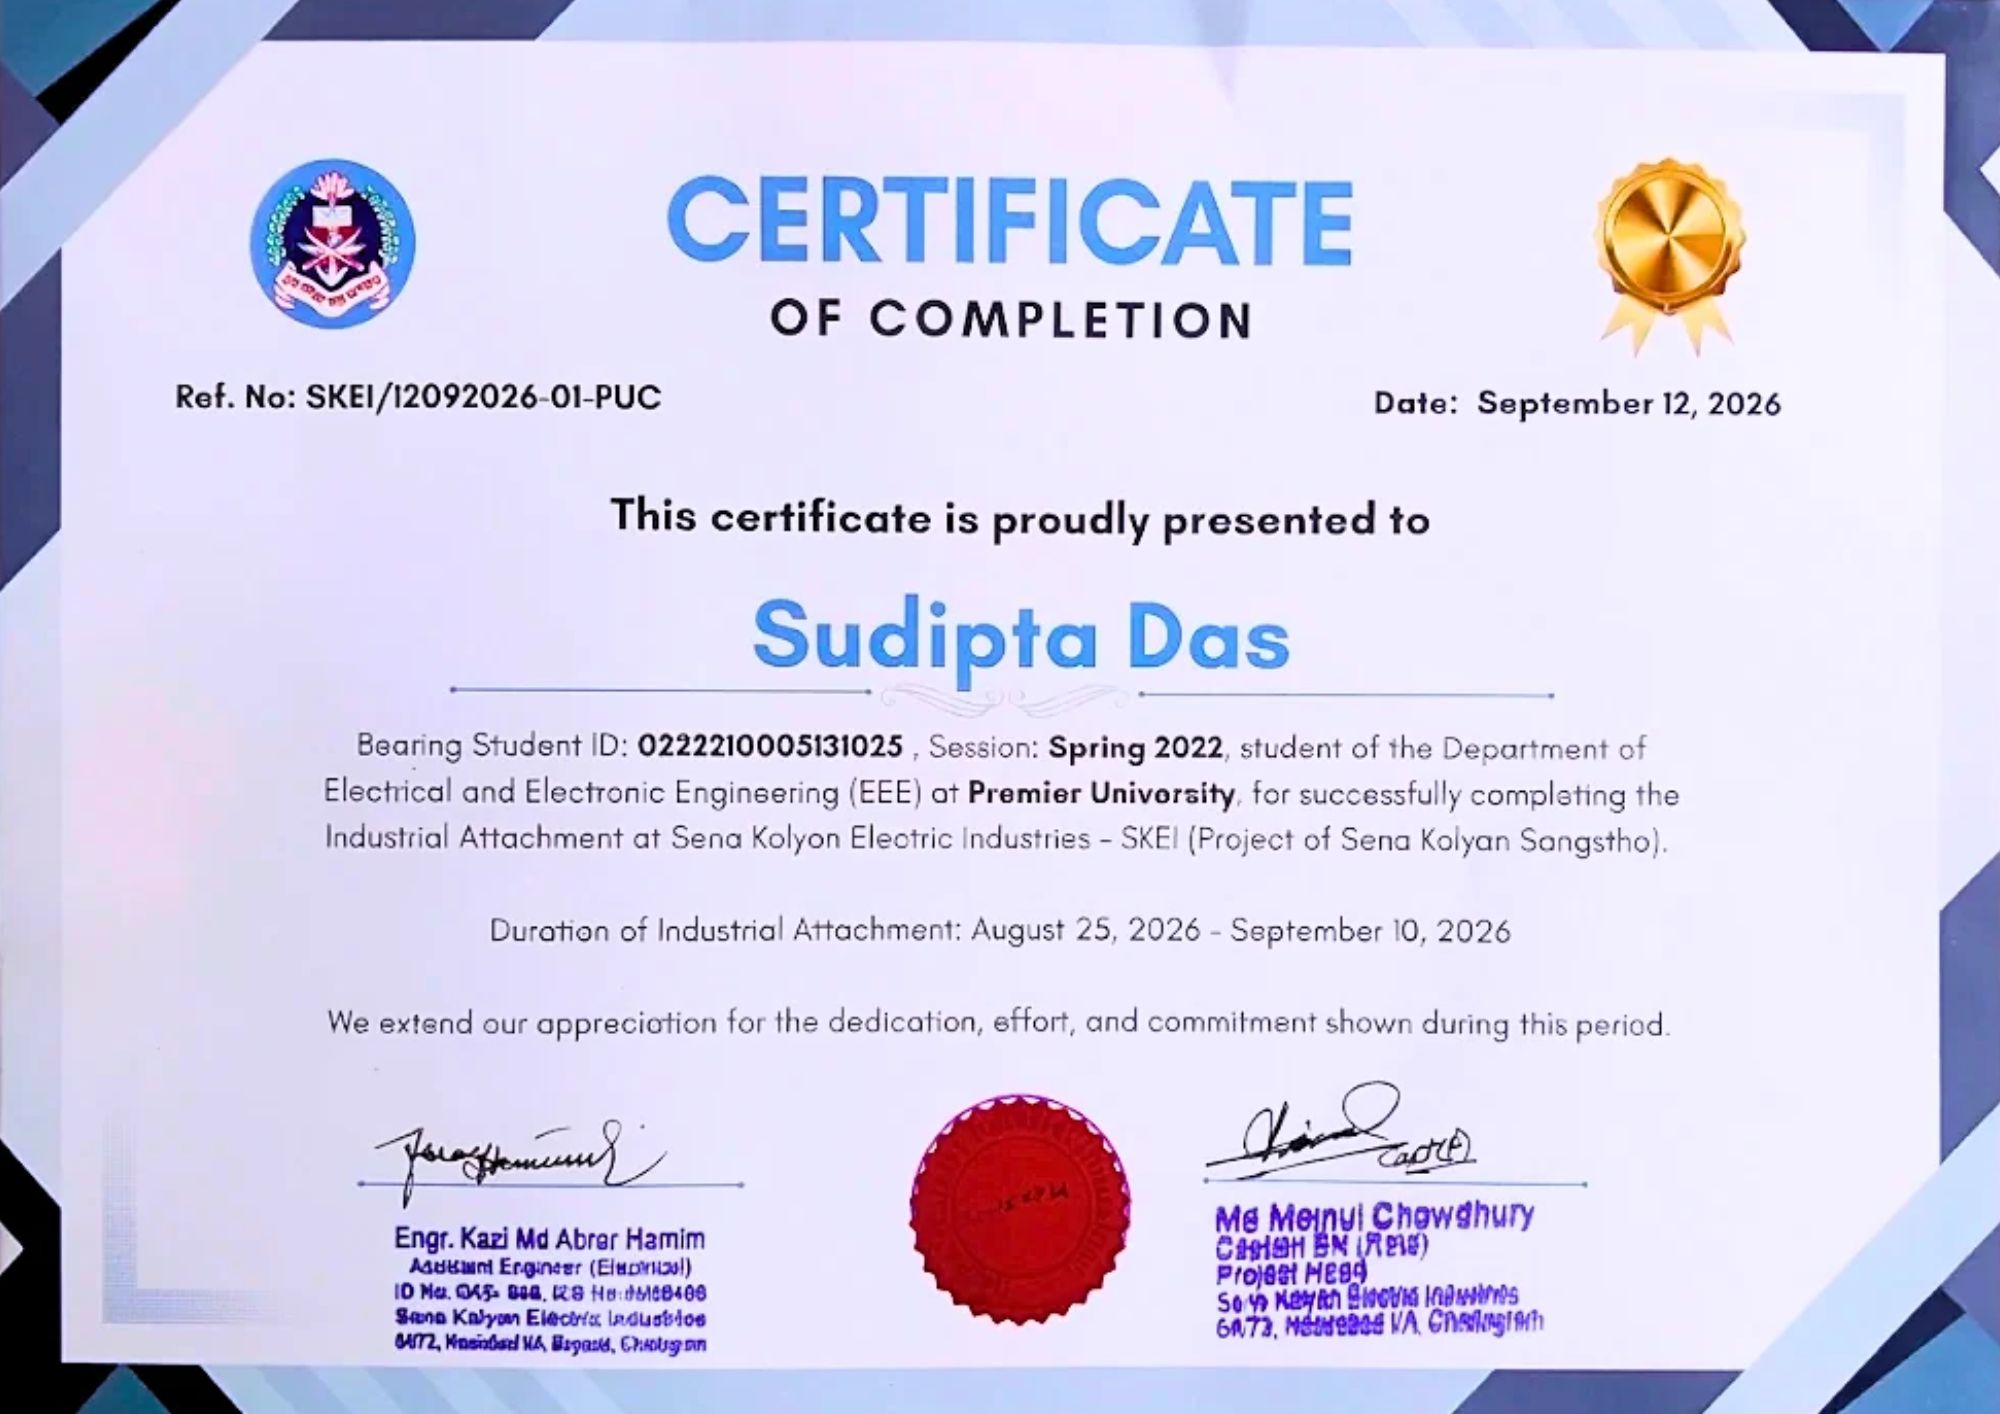 CERTIFICATE
OF COMPLETION
Ref. No: SKEI/12092026-01-PUC
Date: September 12, 2026
This certificate is proudly presented to
Sudipta Das
Bearing Student ID: 0222210005131025 , Session: Spring 2022, student of the Department of
Electrical and Electronic Engineering (EEE) at Premier University, for successfully completing the
Industrial Attachment at Sena Kolyon Electric Industries - SKEI (Project of Sena Kolyan Sangstho).
Duration of Industrial Attachment: August 25, 2026 - September 10, 2026
We extend our appreciation for the dedication, effort, and commitment shown during this period.
Engr. Kazi Md Abrar Hamim
Engineer
ID
Sena Kalyan Electric Industries
Chowdhury
Project Head